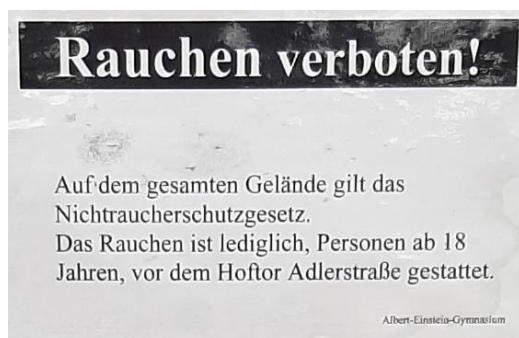 Rauchen verboten!
Auf dem gesamten Gelände gilt das
Nichtraucherschutzgesetz.
Das Rauchen ist lediglich, Personen ab 18
Jahren, vor dem Hoftor Adlerstraße gestattet.
Albert-Einstein-Gymnasium